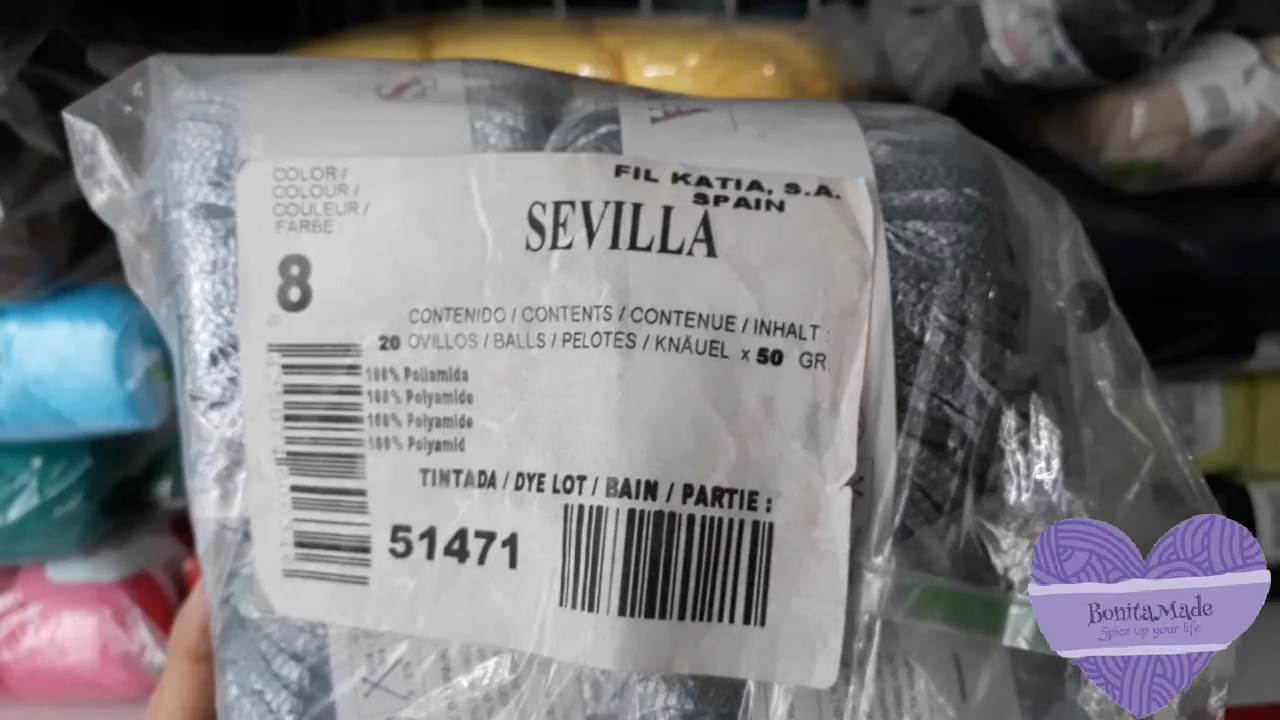 COLOR /
COLOUR /
COULEUR /
FARBE :
8
FIL KATIA, S.A.
SPAIN
SEVILLA
CONTENIDO / CONTENTS / CONTENUE / INHALT :
20 OVILLOS / BALLS / PELOTES / KNÄUEL x 50 GR.
100% Poliamida
100% Polyamide
100% Polyamide
100% Polyamid
TINTADA / DYE LOT / BAIN / PARTIE :
51471
BonitaMade
Spice up your life